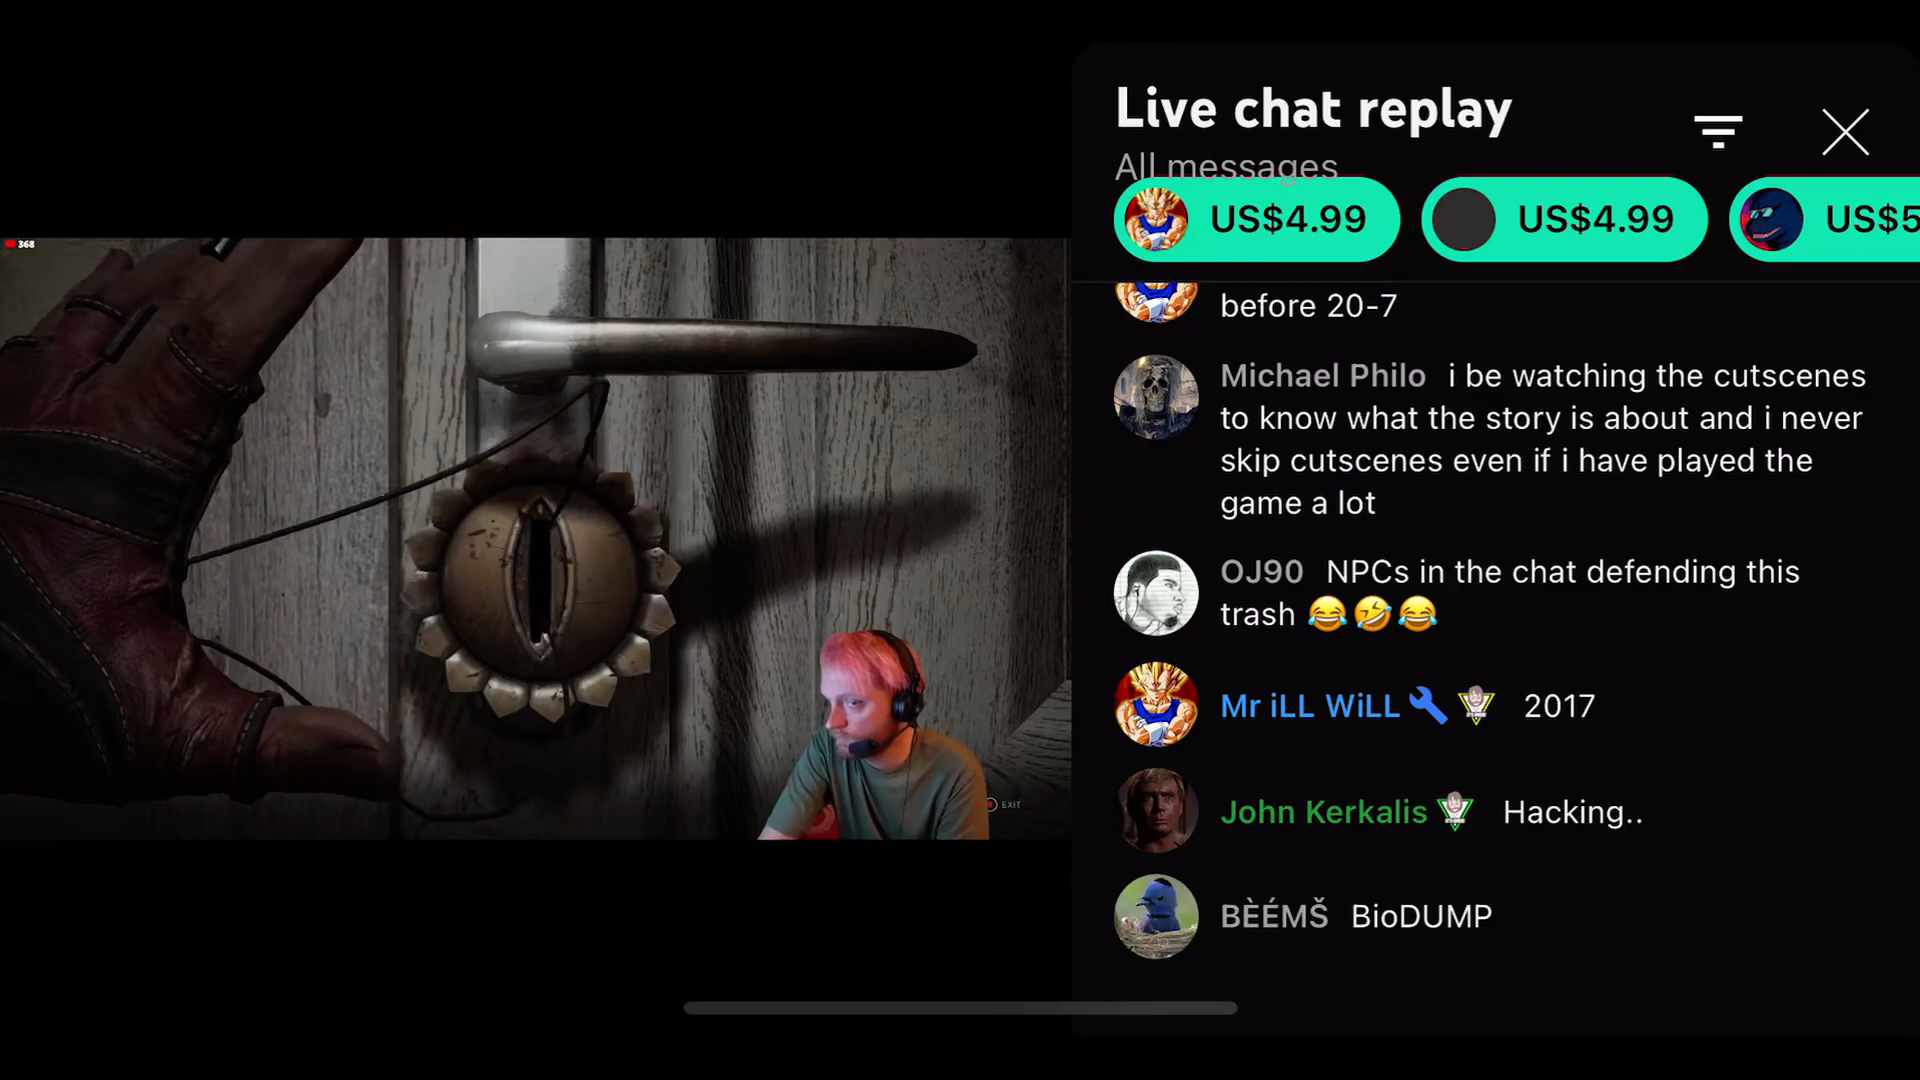 368
EXIT
Live chat replay
All messages
US$4.99
US$4.99
US$5
before 20-7
Michael Philo i be watching the cutscenes
to know what the story is about and i never
skip cutscenes even if i have played the
game a lot
OJ90 NPCs in the chat defending this
trash 😂🤣😂
Mr iLL WiLL 2017
John Kerkalis Hacking..
BÈÉMŠ BioDUMP